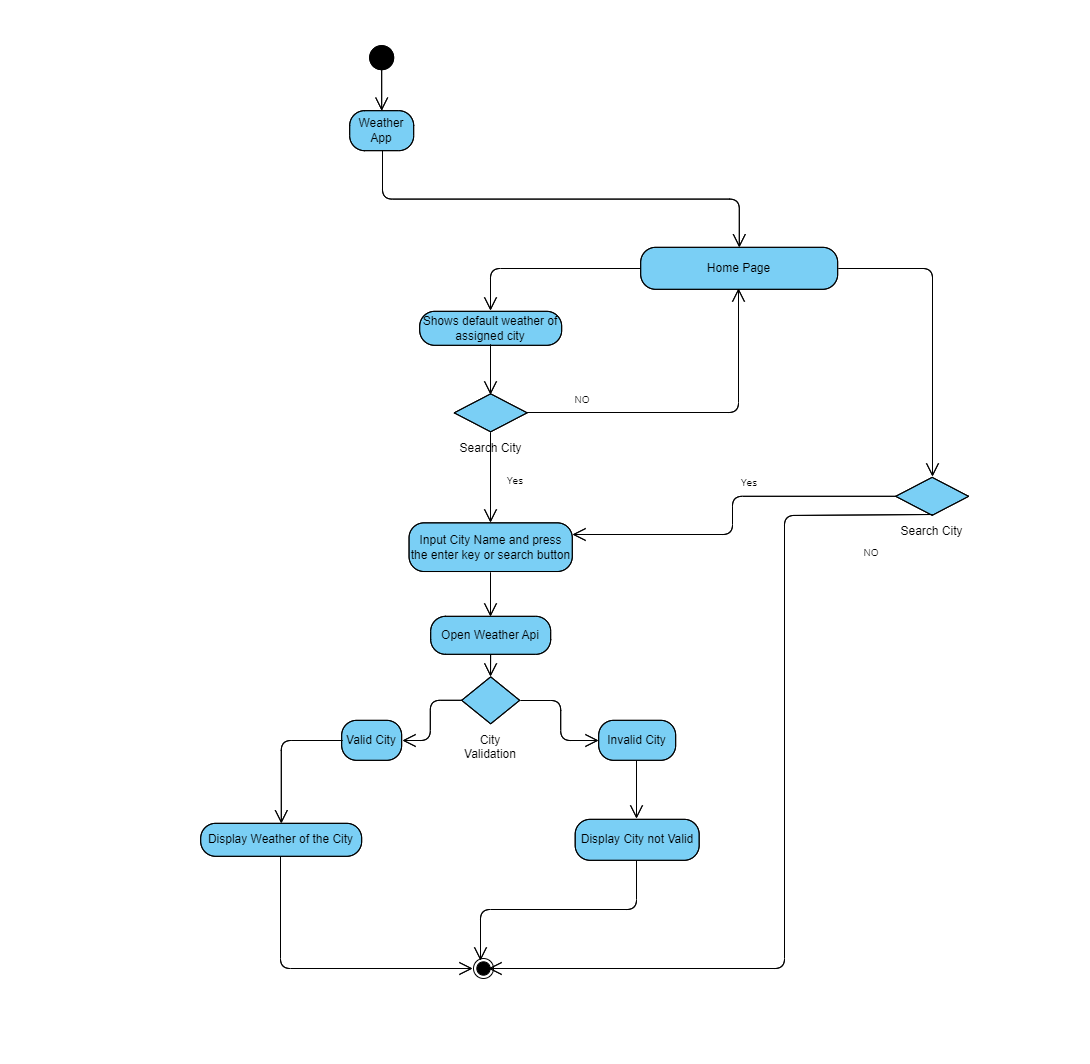 Weather
App
Home Page
Shows default weather of
assigned city
NO
Search City
Yes
Yes
Search City
NO
Input City Name and press
the enter key or search button
Open Weather Api
Valid City
City
Validation
Invalid City
Display Weather of the City
Display City not Valid